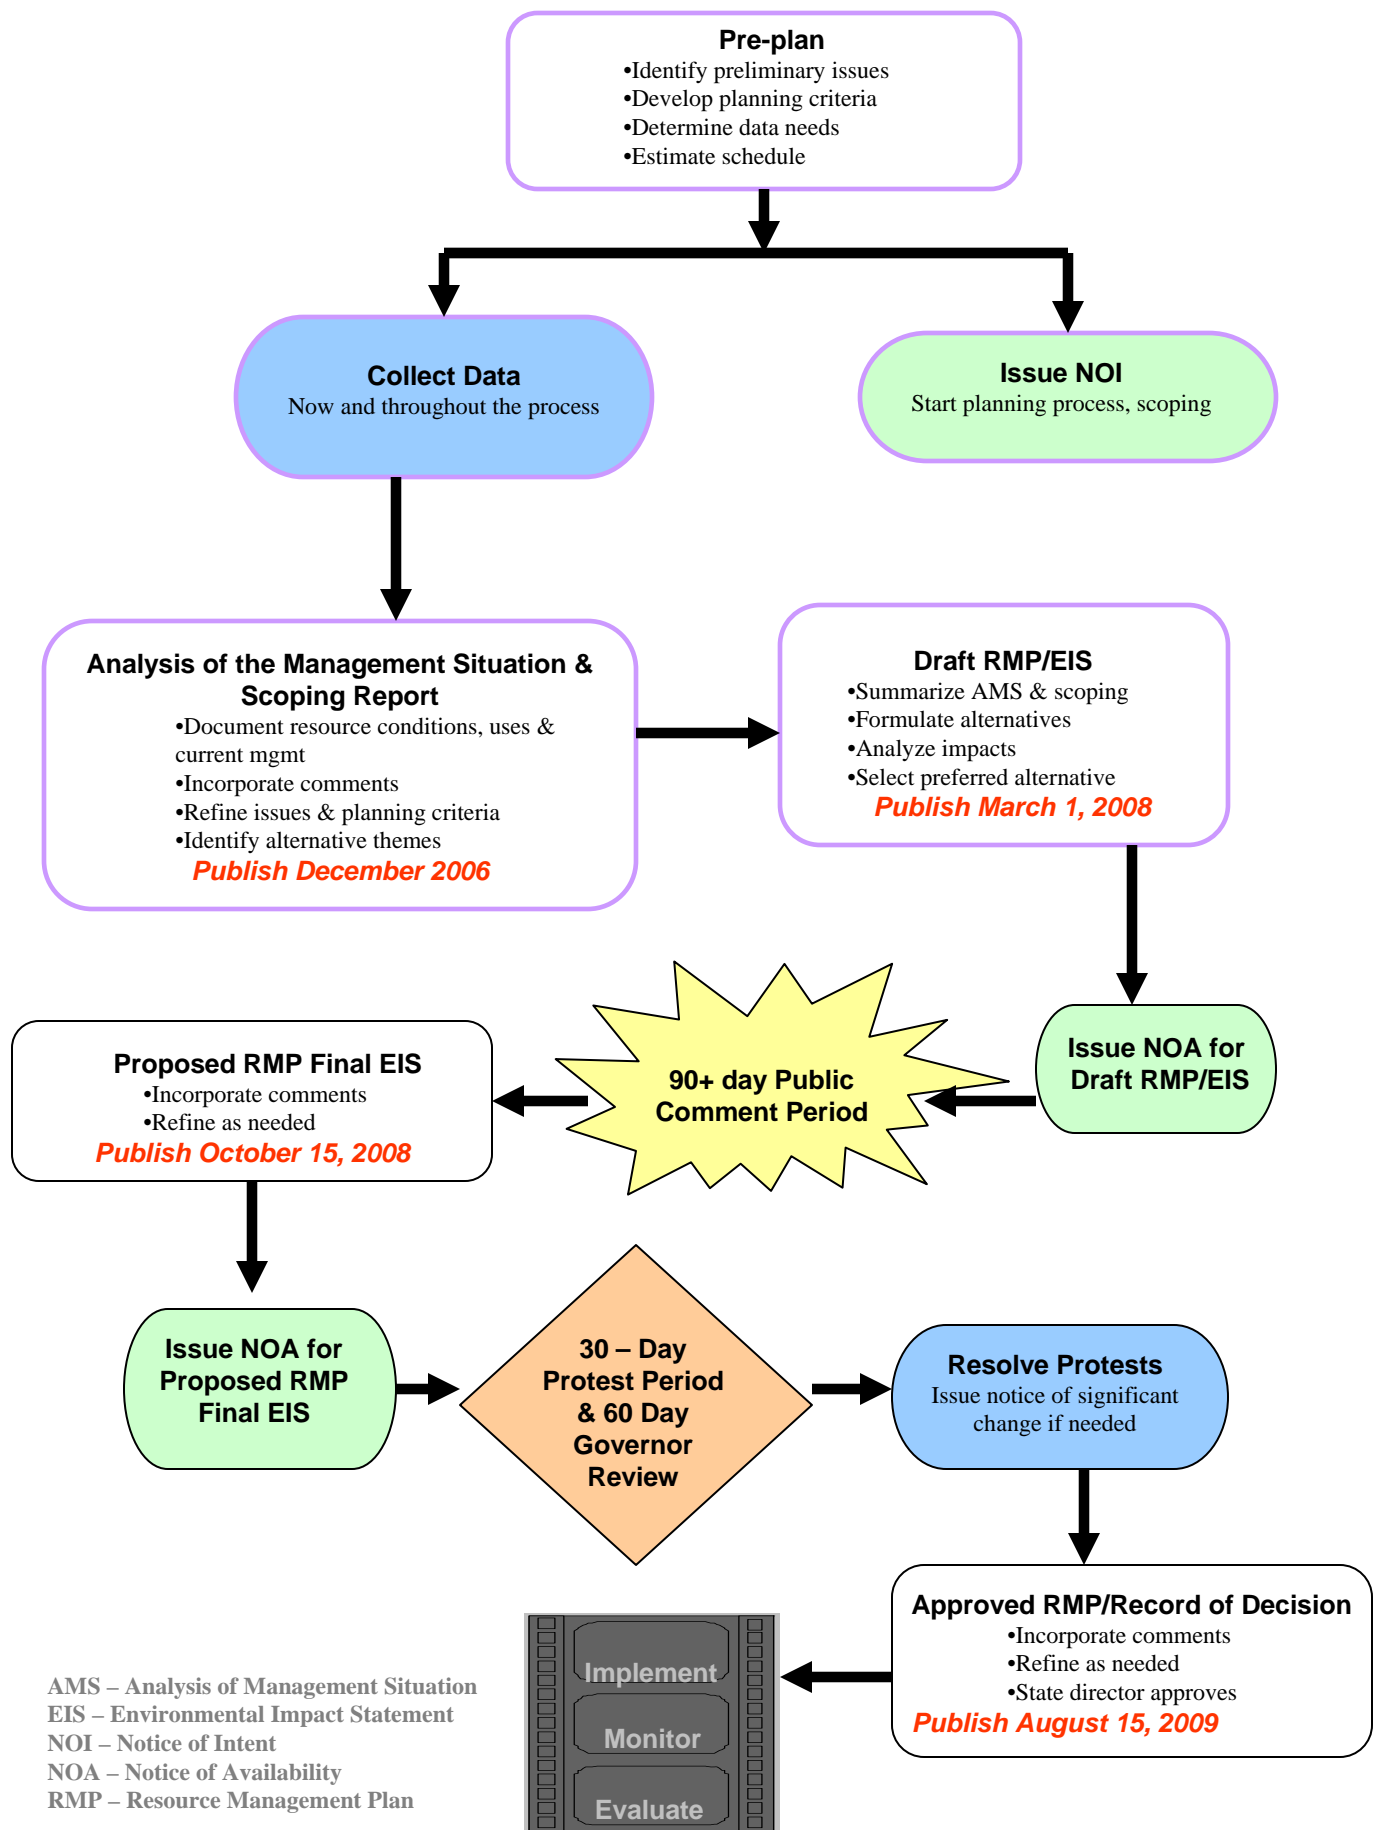 Pre-plan
•Identify preliminary issues
•Develop planning criteria
•Determine data needs
•Estimate schedule
Collect Data
Now and throughout the process
Issue NOI
Start planning process, scoping
Analysis of the Management Situation &
Scoping Report
•Document resource conditions, uses &
current mgmt
•Incorporate comments
•Refine issues & planning criteria
•Identify alternative themes
Publish December 2006
Draft RMP/EIS
•Summarize AMS & scoping
•Formulate alternatives
•Analyze impacts
•Select preferred alternative
Publish March 1, 2008
Issue NOA for
Draft RMP/EIS
90+ day Public
Comment Period
Proposed RMP Final EIS
•Incorporate comments
•Refine as needed
Publish October 15, 2008
Issue NOA for
Proposed RMP
Final EIS
30 – Day
Protest Period
& 60 Day
Governor
Review
Resolve Protests
Issue notice of significant
change if needed
Approved RMP/Record of Decision
•Incorporate comments
•Refine as needed
•State director approves
Publish August 15, 2009
Implement
Monitor
Evaluate
AMS – Analysis of Management Situation
EIS – Environmental Impact Statement
NOI – Notice of Intent
NOA – Notice of Availability
RMP – Resource Management Plan